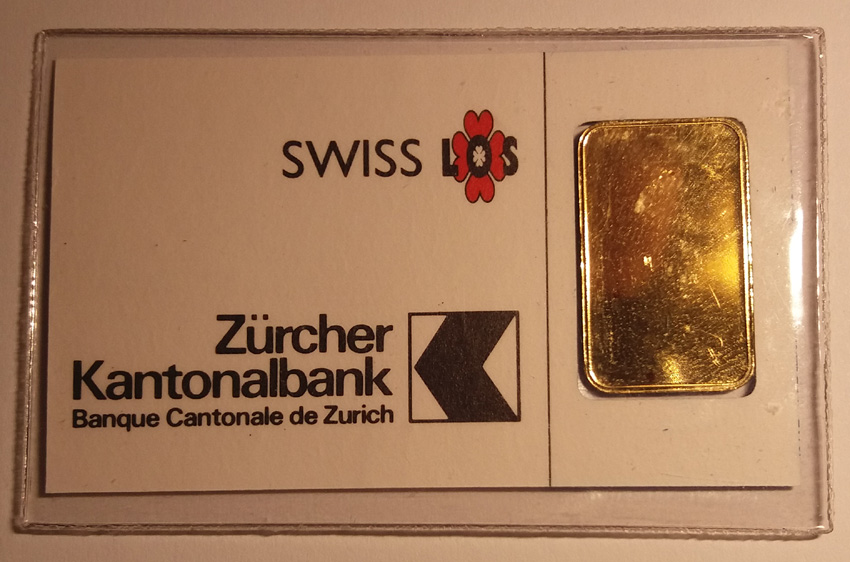 SWISS LOS
Zürcher
Kantonalbank
Banque Cantonale de Zurich